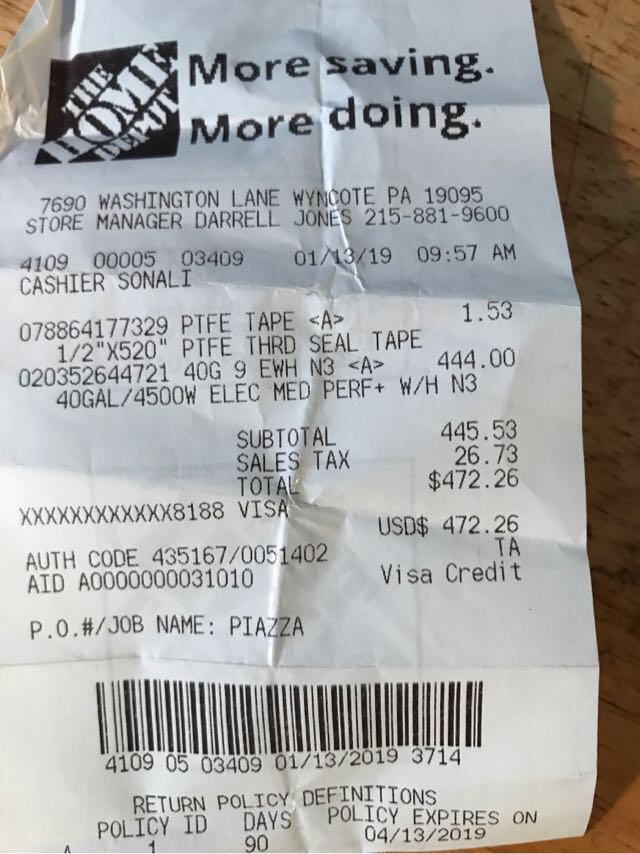 THE HOME DEPOT
More saving.
More doing.
7690 WASHINGTON LANE WYNCOTE PA 19095
STORE MANAGER DARRELL JONES 215-881-9600
4109 00005 03409 01/13/19 09:57 AM
CASHIER SONALI
078864177329 PTFE TAPE <A> 1.53
1/2"X520" PTFE THRD SEAL TAPE
020352644721 40G 9 EWH N3 <A> 444.00
40GAL/4500W ELEC MED PERF+ W/H N3
SUBTOTAL 445.53
SALES TAX 26.73
TOTAL $472.26
XXXXXXXXXXXX8188 VISA
USD$ 472.26
AUTH CODE 435167/0051402 TA
AID A0000000031010 Visa Credit
P.O.#/JOB NAME: PIAZZA
4109 05 03409 01/13/2019 3714
RETURN POLICY DEFINITIONS
POLICY ID DAYS POLICY EXPIRES ON
A 1 90 04/13/2019